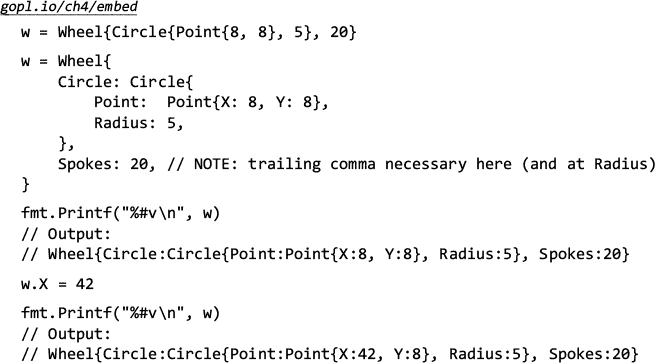 gopl.io/ch4/embed
w = Wheel{Circle{Point{8, 8}, 5}, 20}
w = Wheel{
    Circle: Circle{
        Point:  Point{X: 8, Y: 8},
        Radius: 5,
    },
    Spokes: 20, // NOTE: trailing comma necessary here (and at Radius)
}
fmt.Printf("%#v\n", w)
// Output:
// Wheel{Circle:Circle{Point:Point{X:8, Y:8}, Radius:5}, Spokes:20}
w.X = 42
fmt.Printf("%#v\n", w)
// Output:
// Wheel{Circle:Circle{Point:Point{X:42, Y:8}, Radius:5}, Spokes:20}